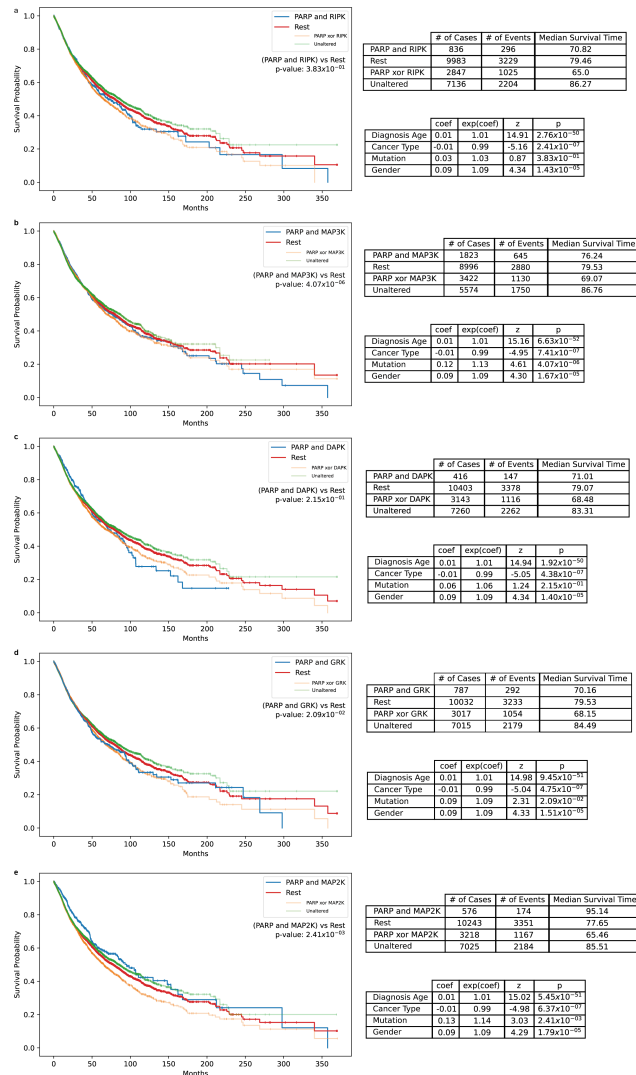 a
PARP and RIPK
Rest
PARP xor RIPK
Unaltered
(PARP and RIPK) vs Rest
p-value: 3.83x10⁻⁰¹
Survival Probability
1.0
0.8
0.6
0.4
0.2
0.0
0 50 100 150 200 250 300 350
Months
# of Cases # of Events Median Survival Time
PARP and RIPK 836 296 70.82
Rest 9983 3229 79.46
PARP xor RIPK 2847 1025 65.0
Unaltered 7136 2204 86.27
coef exp(coef) z p
Diagnosis Age 0.01 1.01 14.91 2.76x10⁻⁵⁰
Cancer Type -0.01 0.99 -5.16 2.41x10⁻⁰⁷
Mutation 0.03 1.03 0.87 3.83x10⁻⁰¹
Gender 0.09 1.09 4.34 1.43x10⁻⁰⁵
b
PARP and MAP3K
Rest
PARP xor MAP3K
Unaltered
(PARP and MAP3K) vs Rest
p-value: 4.07x10⁻⁰⁶
Survival Probability
1.0
0.8
0.6
0.4
0.2
0.0
0 50 100 150 200 250 300 350
Months
# of Cases # of Events Median Survival Time
PARP and MAP3K 1823 645 76.24
Rest 8996 2880 79.53
PARP xor MAP3K 3422 1130 69.07
Unaltered 5574 1750 86.76
coef exp(coef) z p
Diagnosis Age 0.01 1.01 15.16 6.63x10⁻⁵²
Cancer Type -0.01 0.99 -4.95 7.41x10⁻⁰⁷
Mutation 0.12 1.13 4.61 4.07x10⁻⁰⁶
Gender 0.09 1.09 4.30 1.67x10⁻⁰⁵
c
PARP and DAPK
Rest
PARP xor DAPK
Unaltered
(PARP and DAPK) vs Rest
p-value: 2.15x10⁻⁰¹
Survival Probability
1.0
0.8
0.6
0.4
0.2
0.0
0 50 100 150 200 250 300 350
Months
# of Cases # of Events Median Survival Time
PARP and DAPK 416 147 71.01
Rest 10403 3378 79.07
PARP xor DAPK 3143 1116 68.48
Unaltered 7260 2262 83.31
coef exp(coef) z p
Diagnosis Age 0.01 1.01 14.94 1.92x10⁻⁵⁰
Cancer Type -0.01 0.99 -5.05 4.38x10⁻⁰⁷
Mutation 0.06 1.06 1.24 2.15x10⁻⁰¹
Gender 0.09 1.09 4.34 1.40x10⁻⁰⁵
d
PARP and GRK
Rest
PARP xor GRK
Unaltered
(PARP and GRK) vs Rest
p-value: 2.09x10⁻⁰²
Survival Probability
1.0
0.8
0.6
0.4
0.2
0.0
0 50 100 150 200 250 300 350
Months
# of Cases # of Events Median Survival Time
PARP and GRK 787 292 70.16
Rest 10032 3233 79.53
PARP xor GRK 3017 1054 68.15
Unaltered 7015 2179 84.49
coef exp(coef) z p
Diagnosis Age 0.01 1.01 14.98 9.45x10⁻⁵¹
Cancer Type -0.01 0.99 -5.04 4.75x10⁻⁰⁷
Mutation 0.09 1.09 2.31 2.09x10⁻⁰²
Gender 0.09 1.09 4.33 1.51x10⁻⁰⁵
e
PARP and MAP2K
Rest
PARP xor MAP2K
Unaltered
(PARP and MAP2K) vs Rest
p-value: 2.41x10⁻⁰³
Survival Probability
1.0
0.8
0.6
0.4
0.2
0.0
0 50 100 150 200 250 300 350
Months
# of Cases # of Events Median Survival Time
PARP and MAP2K 576 174 95.14
Rest 10243 3351 77.65
PARP xor MAP2K 3218 1167 65.46
Unaltered 7025 2184 85.51
coef exp(coef) z p
Diagnosis Age 0.01 1.01 15.02 5.45x10⁻⁵¹
Cancer Type -0.01 0.99 -4.98 6.37x10⁻⁰⁷
Mutation 0.13 1.14 3.03 2.41x10⁻⁰³
Gender 0.09 1.09 4.29 1.79x10⁻⁰⁵